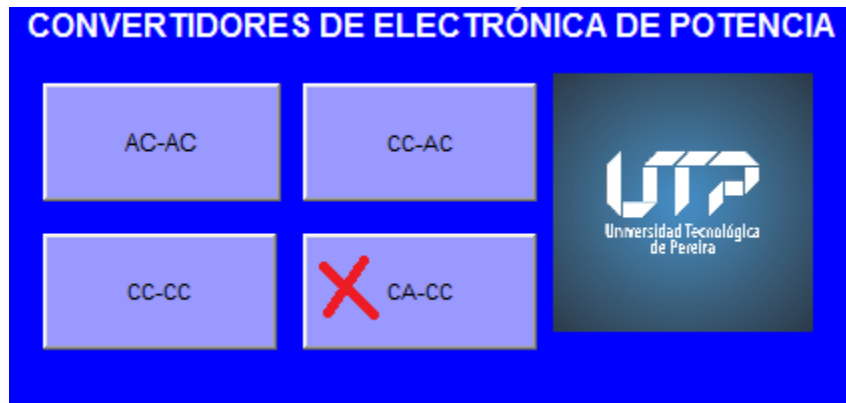 CONVERTIDORES DE ELECTRÓNICA DE POTENCIA
AC-AC
CC-AC
UTP
Universidad Tecnológica
de Pereira
CC-CC
CA-CC